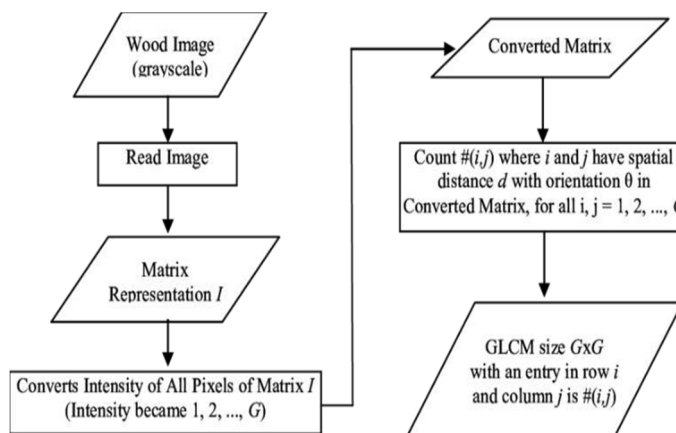 Wood Image
(grayscale)
Read Image
Matrix
Representation I
Converts Intensity of All Pixels of Matrix I
(Intensity became 1, 2, ..., G)
Converted Matrix
Count #(i,j) where i and j have spatial
distance d with orientation θ in
Converted Matrix, for all i, j = 1, 2, ...,
GLCM size GxG
with an entry in row i
and column j is #(i,j)